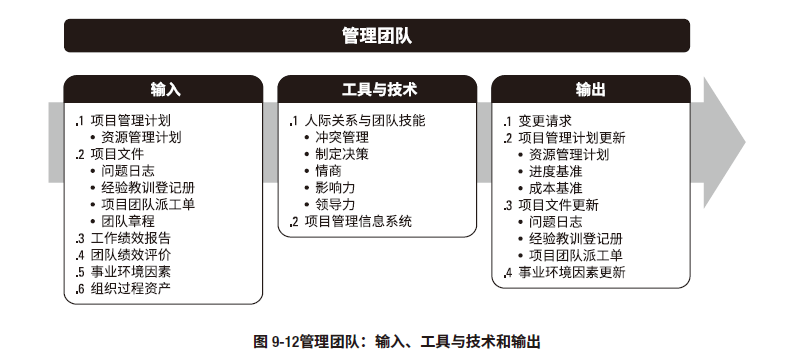 管理团队
输入
.1 项目管理计划
• 资源管理计划
.2 项目文件
• 问题日志
• 经验教训登记册
• 项目团队派工单
• 团队章程
.3 工作绩效报告
.4 团队绩效评价
.5 事业环境因素
.6 组织过程资产
工具与技术
.1 人际关系与团队技能
• 冲突管理
• 制定决策
• 情商
• 影响力
• 领导力
.2 项目管理信息系统
输出
.1 变更请求
.2 项目管理计划更新
• 资源管理计划
• 进度基准
• 成本基准
.3 项目文件更新
• 问题日志
• 经验教训登记册
• 项目团队派工单
.4 事业环境因素更新
图 9-12管理团队：输入、工具与技术和输出